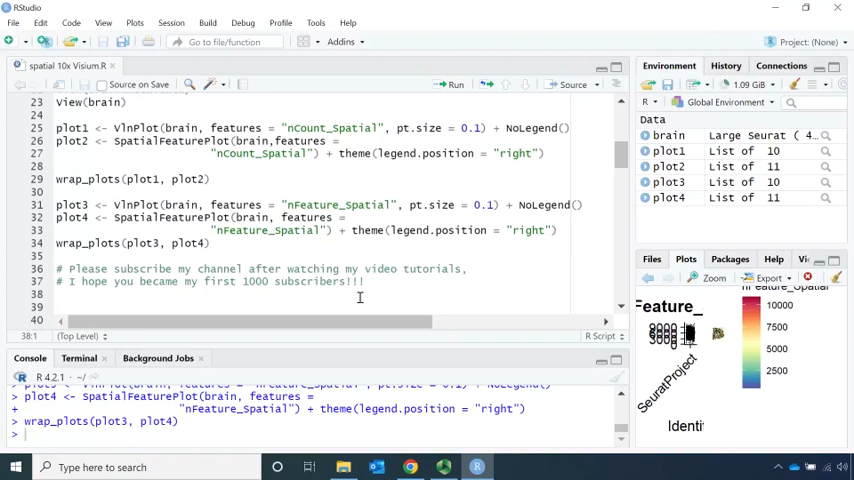 RStudio
File Edit Code View Plots Session Build Debug Profile Tools Help
Go to file/function
Addins
Project: (None)
spatial 10x Visium.R
Source on Save
Run
Source
23 View(brain)
24
25 plot1 <- VlnPlot(brain, features = "nCount_Spatial", pt.size = 0.1) + NoLegend()
26 plot2 <- SpatialFeaturePlot(brain,features =
27 "nCount_Spatial") + theme(legend.position = "right")
28
29 wrap_plots(plot1, plot2)
30
31 plot3 <- VlnPlot(brain, features = "nFeature_Spatial", pt.size = 0.1) + NoLegend()
32 plot4 <- SpatialFeaturePlot(brain, features =
33 "nFeature_Spatial") + theme(legend.position = "right")
34 wrap_plots(plot3, plot4)
35
36 # Please subscribe my channel after watching my video tutorials,
37 # I hope you became my first 1000 subscribers!!!
38
39
40
38:1 (Top Level)
R Script
Console Terminal Background Jobs
R 4.2.1 · ~/
> plot4 <- SpatialFeaturePlot(brain, features =
+ "nFeature_Spatial") + theme(legend.position = "right")
> wrap_plots(plot3, plot4)
>
Environment History Connections
1.09 GiB
R Global Environment
Data
brain Large Seurat ( 4…
plot1 List of 10
plot2 List of 11
plot3 List of 10
plot4 List of 11
Files Plots Packages Help
Zoom Export
nFeature_Spatial
Feature_
10000
7500
5000
2500
9000
6000
3000
0
SeuratProject
Identi
Type here to search